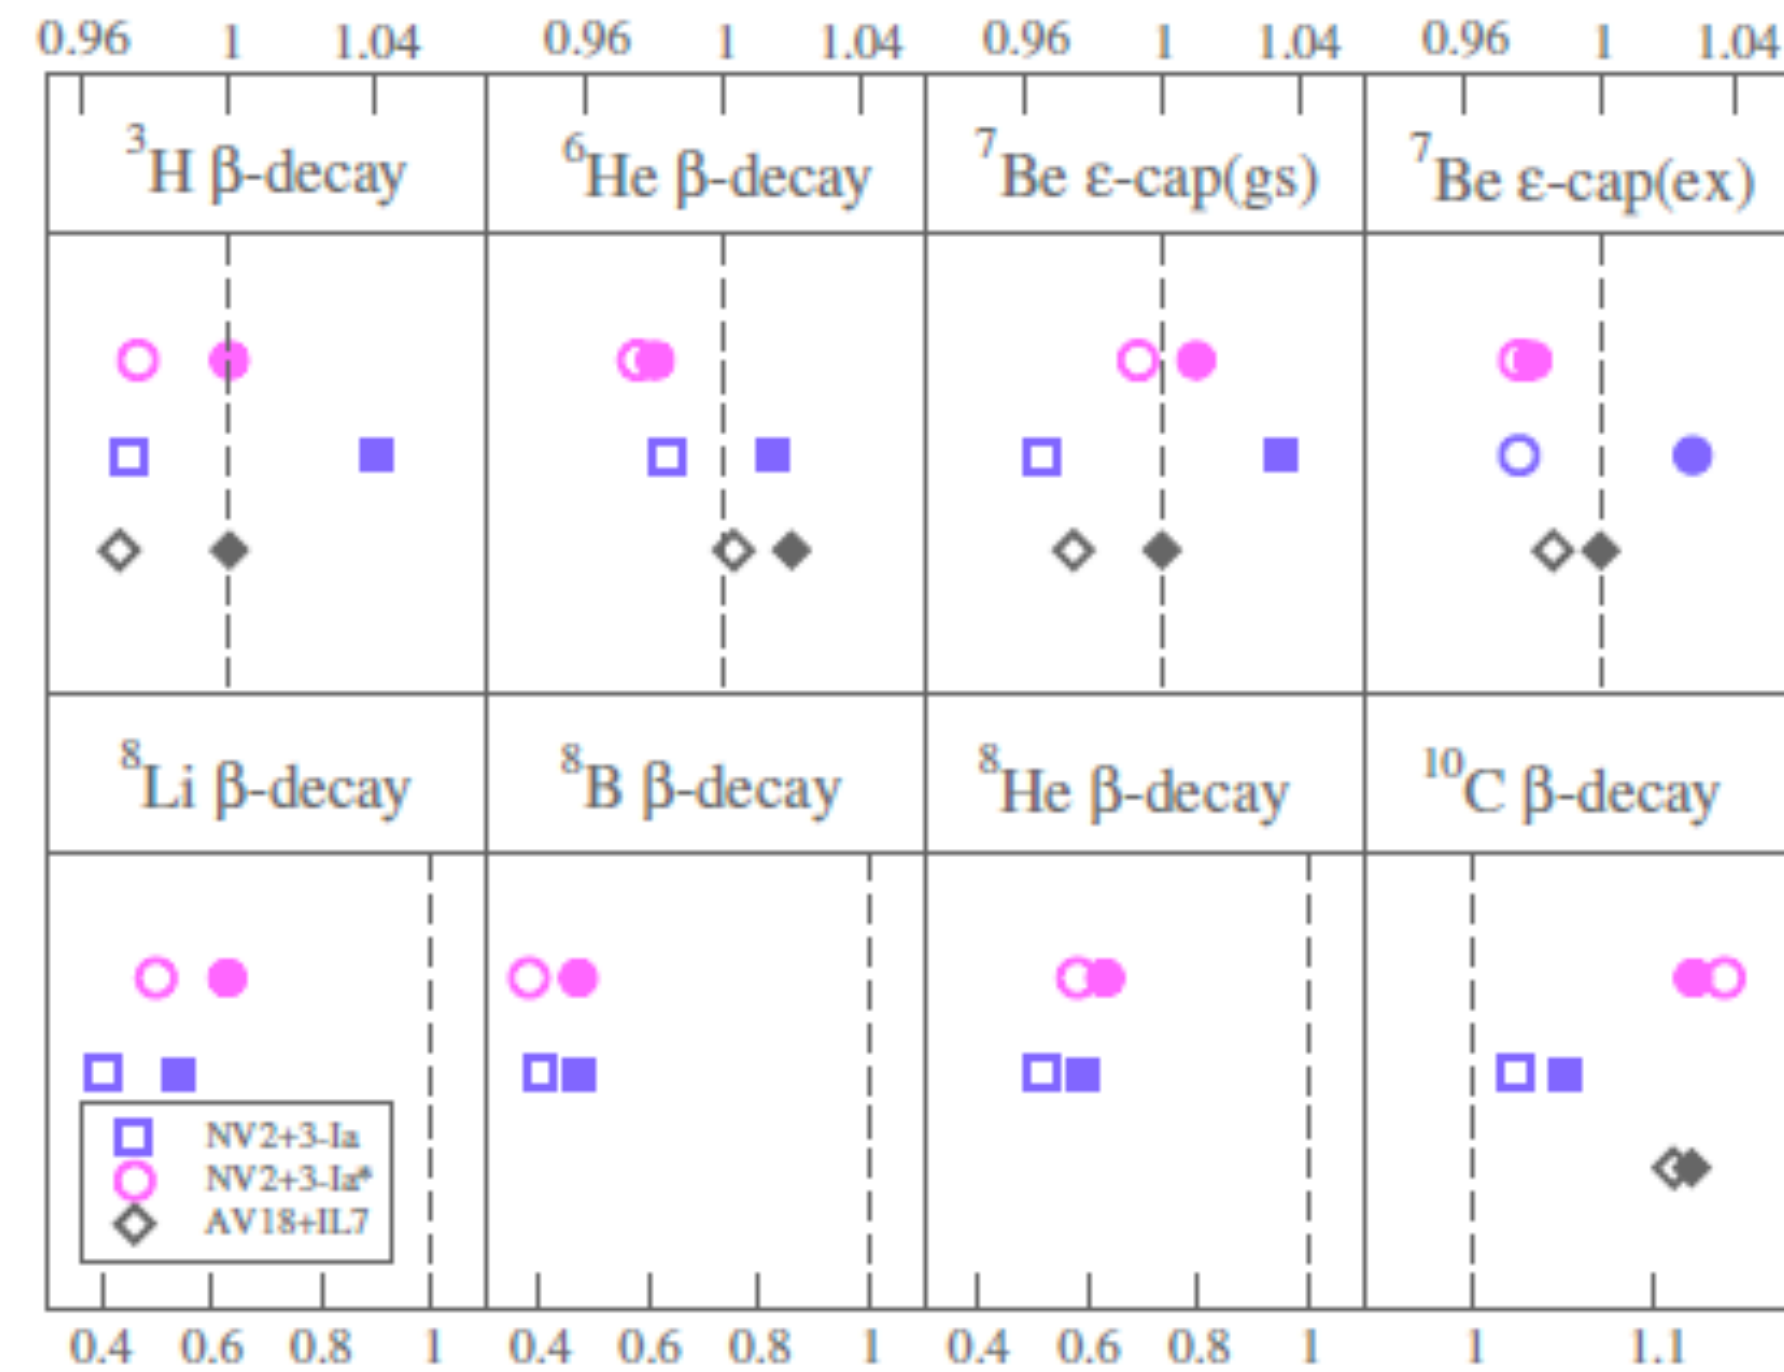 0.96 1 1.04 0.96 1 1.04 0.96 1 1.04 0.96 1 1.04
³H β-decay ⁶He β-decay ⁷Be ε-cap(gs) ⁷Be ε-cap(ex)
⁸Li β-decay ⁸B β-decay ⁸He β-decay ¹⁰C β-decay
NV2+3-Ia
NV2+3-Ia*
AV18+IL7
0.4 0.6 0.8 1 0.4 0.6 0.8 1 0.4 0.6 0.8 1 1 1.1